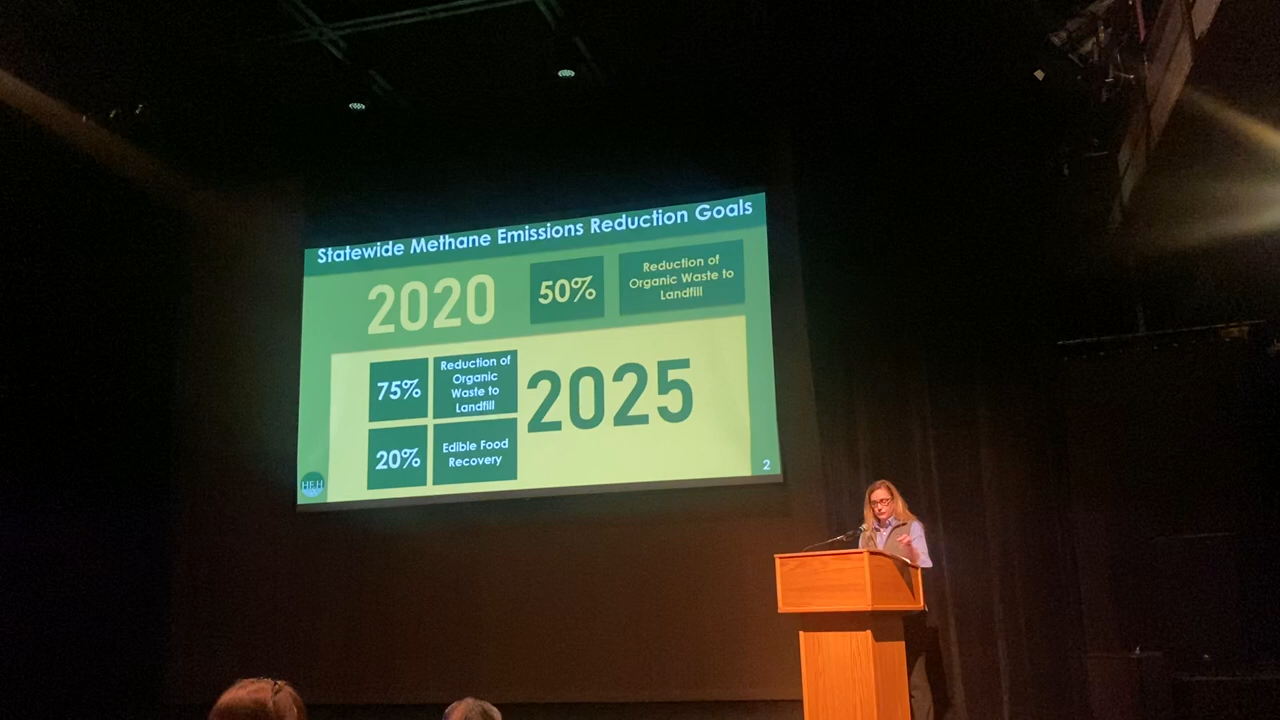 Statewide Methane Emissions Reduction Goals
2020
50%
Reduction of
Organic Waste to
Landfill
75%
Reduction of
Organic
Waste to
Landfill
2025
20%
Edible Food
Recovery
HEH
2